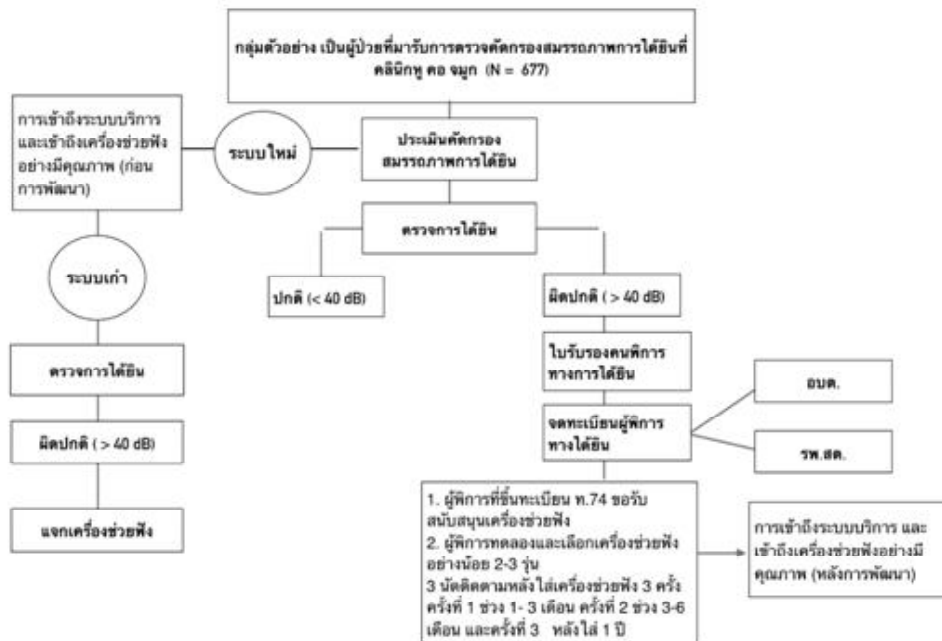 กลุ่มตัวอย่าง เป็นผู้ป่วยที่มารับการตรวจคัดกรองสมรรถภาพการได้ยินที่
คลินิกหู คอ จมูก (N = 677)
การเข้าถึงระบบบริการ
และเข้าถึงเครื่องช่วยฟัง
อย่างมีคุณภาพ (ก่อน
การพัฒนา)
ระบบใหม่
ประเมินคัดกรอง
สมรรถภาพการได้ยิน
ตรวจการได้ยิน
ระบบเก่า
ปกติ (< 40 dB)
ผิดปกติ ( > 40 dB)
ตรวจการได้ยิน
ใบรับรองคนพิการ
ทางการได้ยิน
อบต.
ผิดปกติ ( > 40 dB)
จดทะเบียนผู้พิการ
ทางได้ยิน
รพ.สต.
แจกเครื่องช่วยฟัง
1. ผู้พิการที่ขึ้นทะเบียน ท.74 ขอรับ
สนับสนุนเครื่องช่วยฟัง
2. ผู้พิการทดลองและเลือกเครื่องช่วยฟัง
อย่างน้อย 2-3 รุ่น
3 นัดติดตามหลังใส่เครื่องช่วยฟัง 3 ครั้ง
ครั้งที่ 1 ช่วง 1- 3 เดือน ครั้งที่ 2 ช่วง 3-6
เดือน และครั้งที่ 3 หลังใส่ 1 ปี
การเข้าถึงระบบบริการ และ
เข้าถึงเครื่องช่วยฟังอย่างมี
คุณภาพ (หลังการพัฒนา)